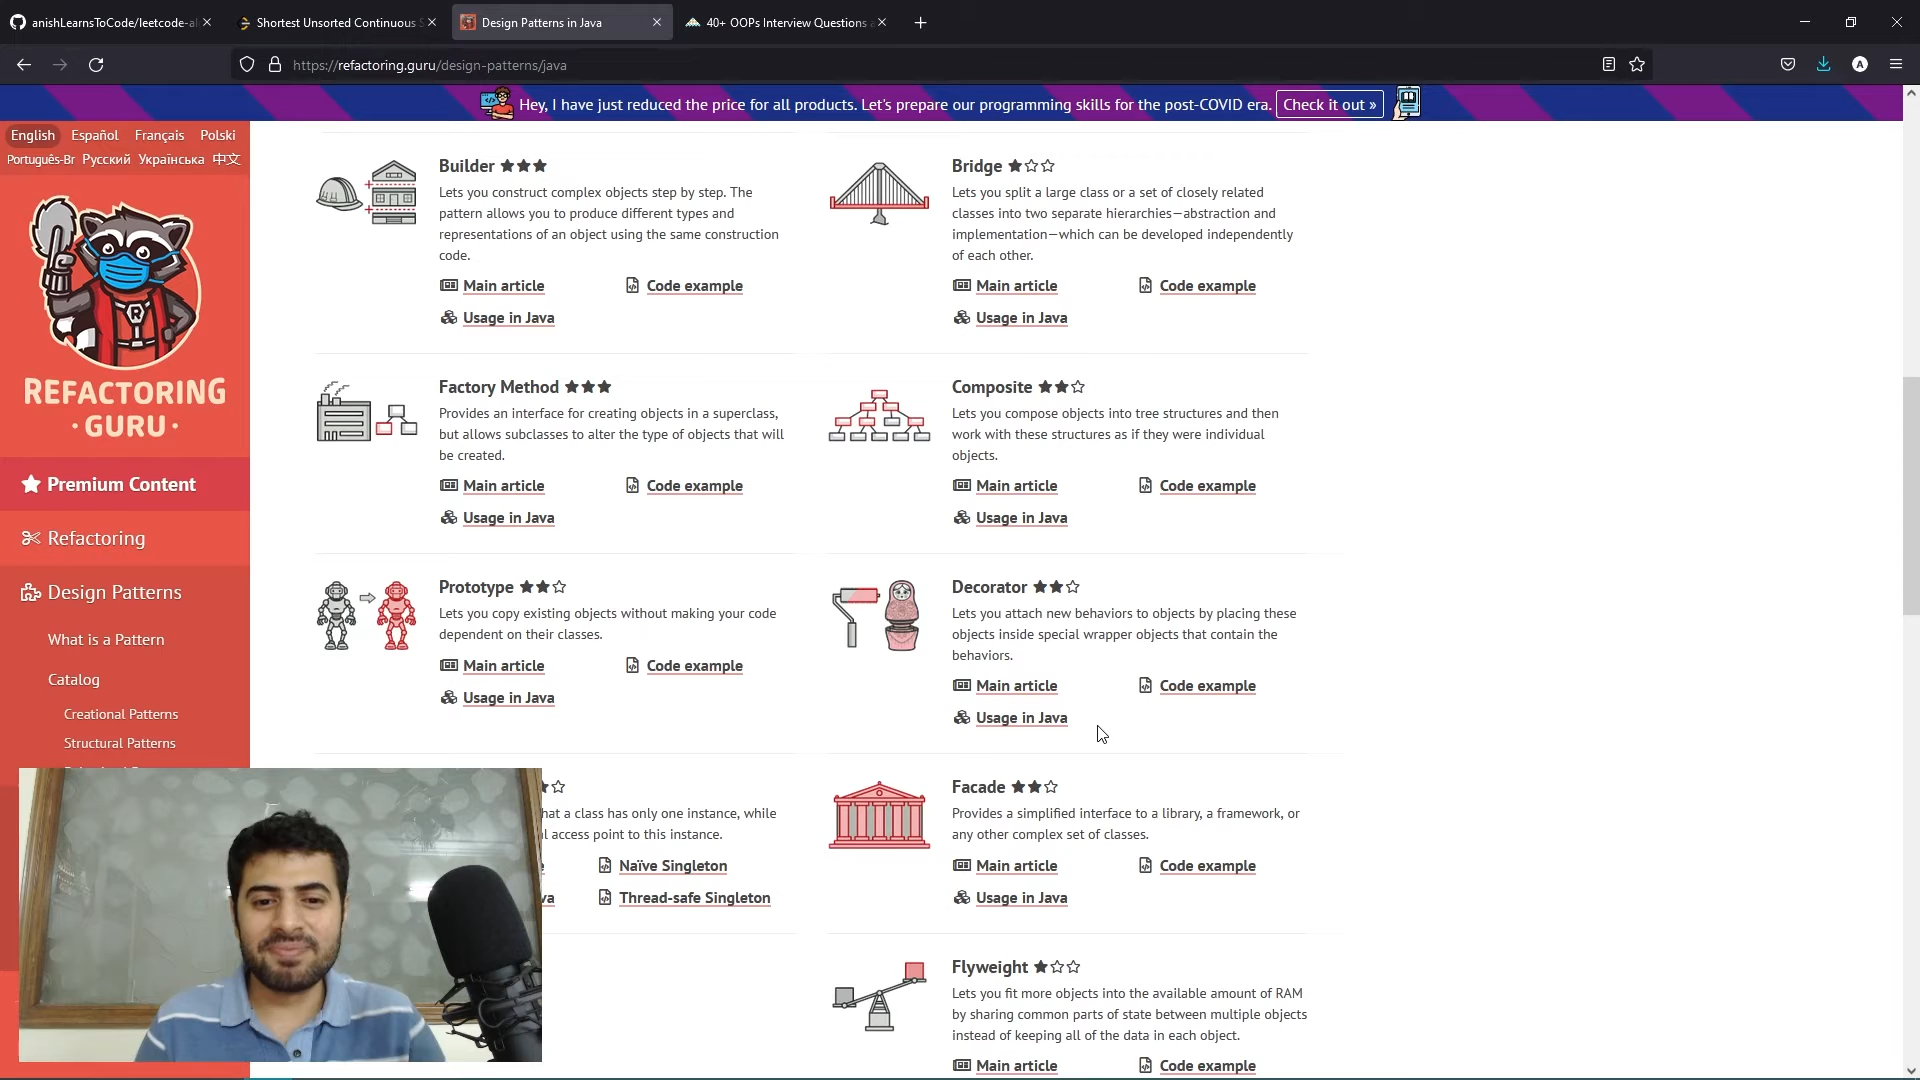 anishLearnsToCode/leetcode-al
Shortest Unsorted Continuous S
Design Patterns in Java
40+ OOPs Interview Questions a
https://refactoring.guru/design-patterns/java
A
Hey, I have just reduced the price for all products. Let's prepare our programming skills for the post-COVID era. Check it out »
English Español Français Polski
Português-Br Русский Українська 中文
R
REFACTORING
·GURU·
Premium Content
Refactoring
Design Patterns
What is a Pattern
Catalog
Creational Patterns
Structural Patterns
Builder ★★★
Lets you construct complex objects step by step. The
pattern allows you to produce different types and
representations of an object using the same construction
code.
Main article Code example
Usage in Java
Factory Method ★★★
Provides an interface for creating objects in a superclass,
but allows subclasses to alter the type of objects that will
be created.
Main article Code example
Usage in Java
Prototype ★★☆
Lets you copy existing objects without making your code
dependent on their classes.
Main article Code example
Usage in Java
hat a class has only one instance, while
l access point to this instance.
Naïve Singleton
va Thread-safe Singleton
Bridge ★☆☆
Lets you split a large class or a set of closely related
classes into two separate hierarchies—abstraction and
implementation—which can be developed independently
of each other.
Main article Code example
Usage in Java
Composite ★★☆
Lets you compose objects into tree structures and then
work with these structures as if they were individual
objects.
Main article Code example
Usage in Java
Decorator ★★☆
Lets you attach new behaviors to objects by placing these
objects inside special wrapper objects that contain the
behaviors.
Main article Code example
Usage in Java
Facade ★★☆
Provides a simplified interface to a library, a framework, or
any other complex set of classes.
Main article Code example
Usage in Java
Flyweight ★☆☆
Lets you fit more objects into the available amount of RAM
by sharing common parts of state between multiple objects
instead of keeping all of the data in each object.
Main article Code example